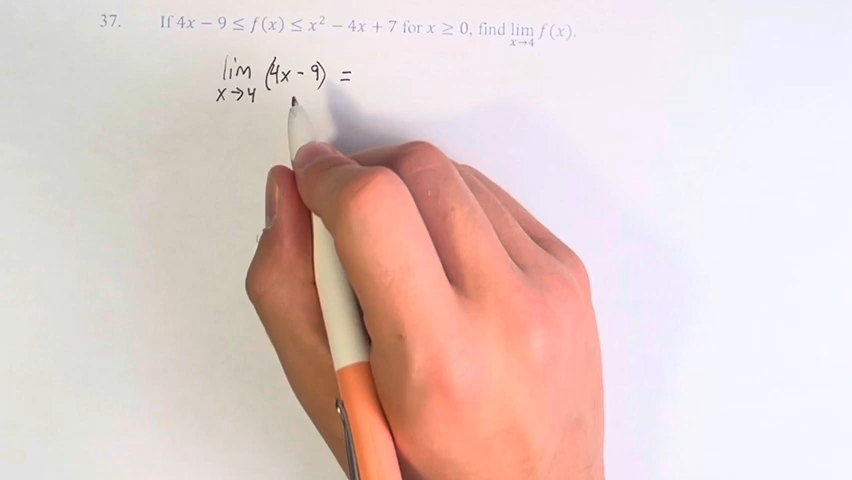 37. If 4x − 9 ≤ f(x) ≤ x² − 4x + 7 for x ≥ 0, find lim f(x).
x→4
lim (4x - 9) =
x→4